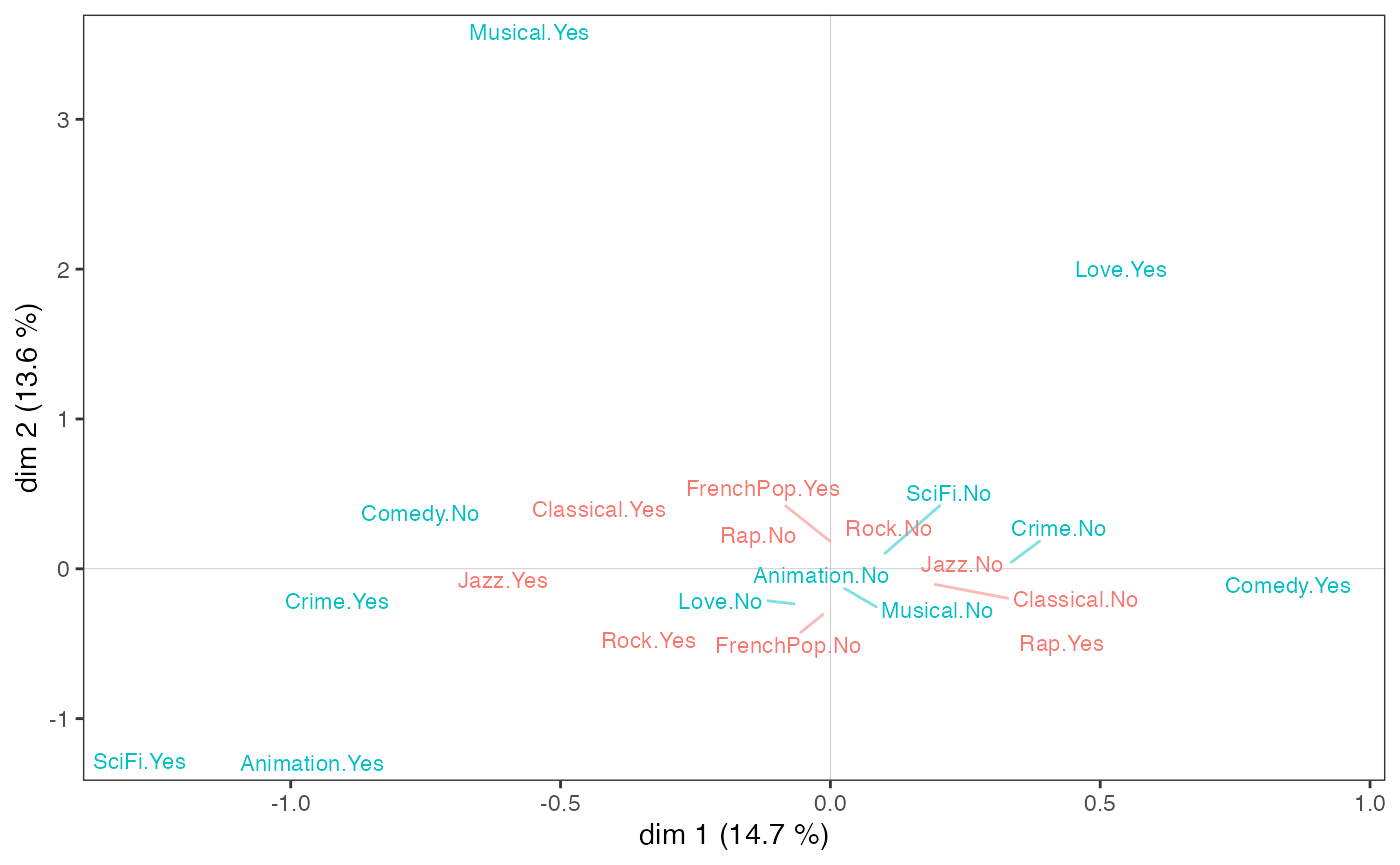 Musical.Yes
3
2
Love.Yes
1
FrenchPop.Yes
SciFi.No
Comedy.No
Classical.Yes
Rap.No
Rock.No
Crime.No
0
Jazz.No
Animation.No
Jazz.Yes
Comedy.Yes
Crime.Yes
Love.No
Musical.No
Classical.No
Rock.Yes
FrenchPop.No
Rap.Yes
-1
SciFi.Yes
Animation.Yes
-1.0
-0.5
0.0
0.5
1.0
dim 1 (14.7 %)
dim 2 (13.6 %)